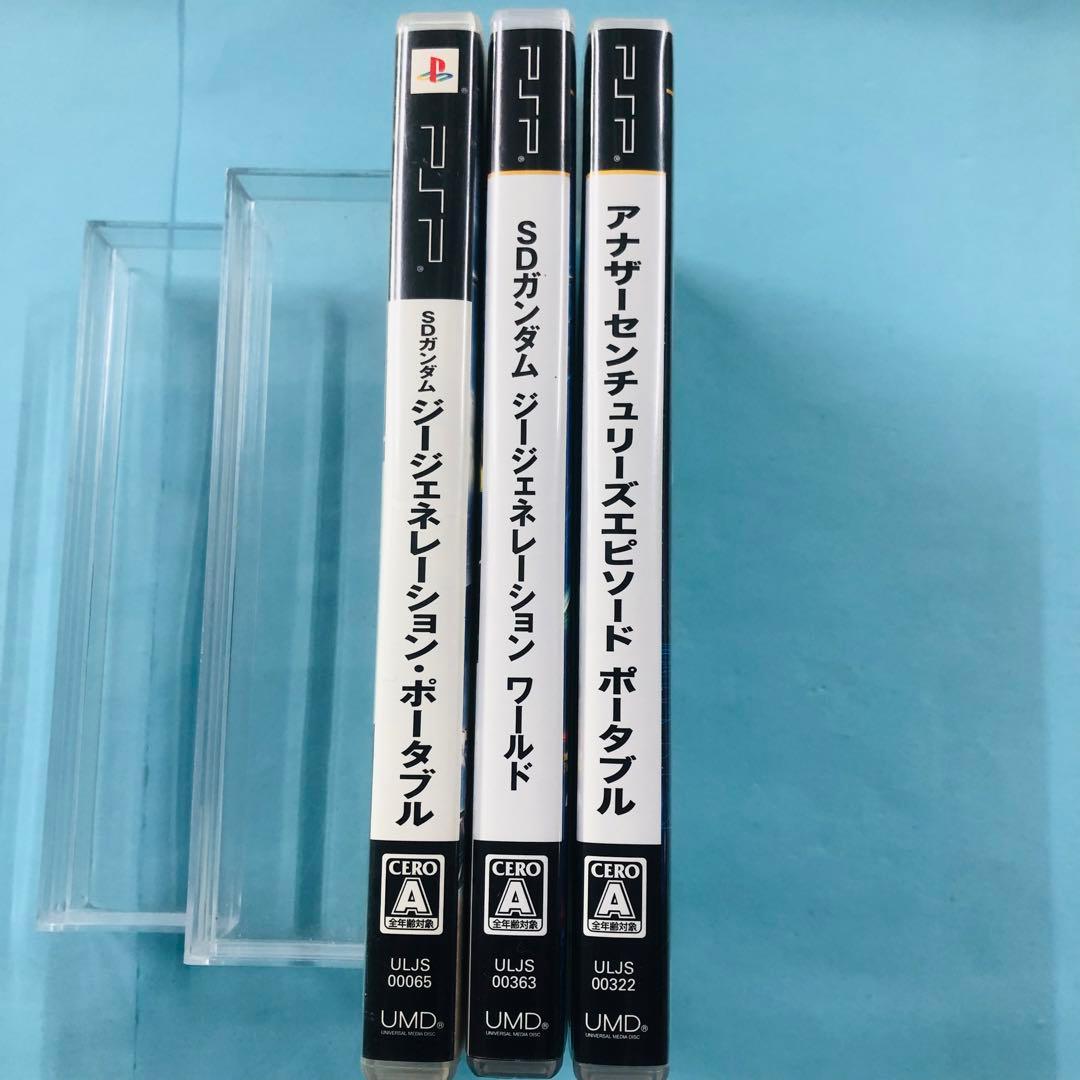 PSP®
SDガンダム
ジージェネレーション・ポータブル
CERO
A
全年齢対象
ULJS
00065
UMD®
UNIVERSAL MEDIA DISC
PSP®
SDガンダム ジージェネレーション ワールド
CERO
A
全年齢対象
ULJS
00363
UMD®
UNIVERSAL MEDIA DISC
PSP®
アナザーセンチュリーズエピソード ポータブル
CERO
A
全年齢対象
ULJS
00322
UMD®
UNIVERSAL MEDIA DISC